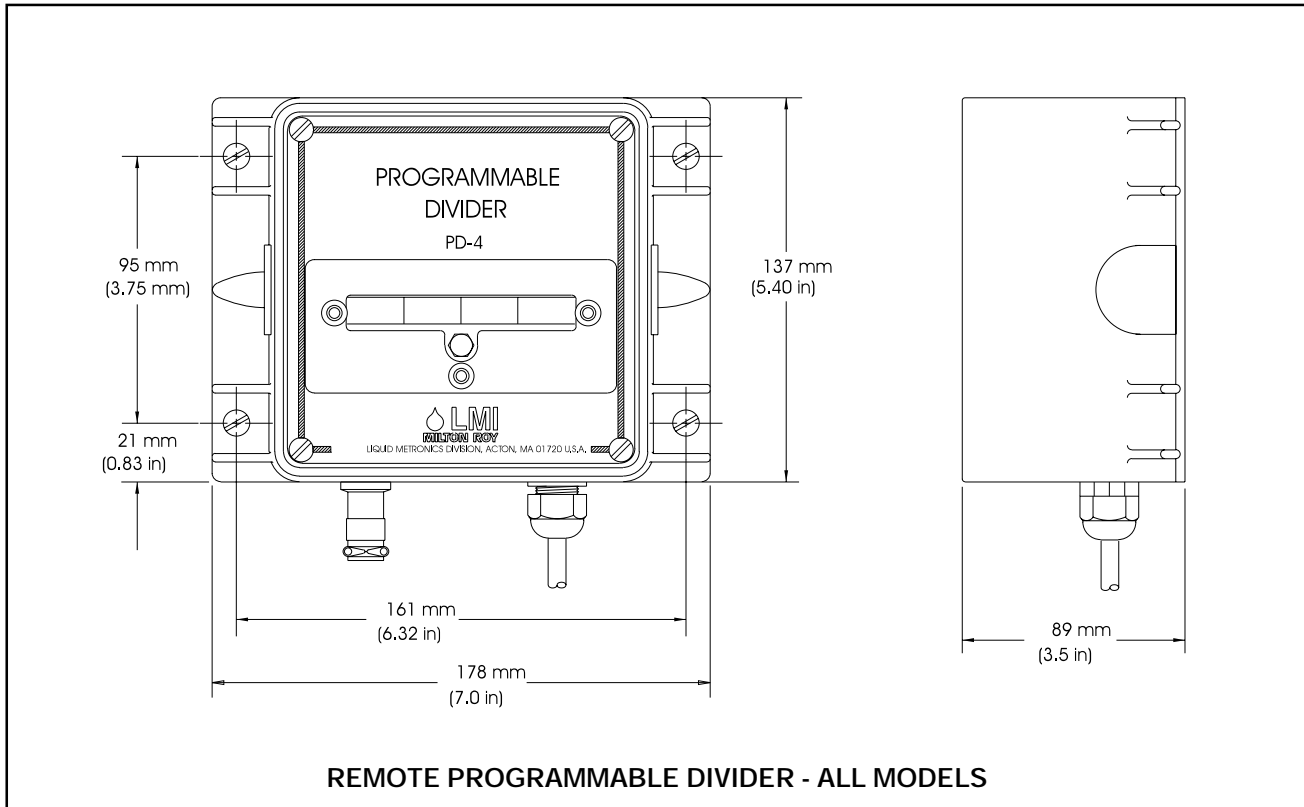 PROGRAMMABLE
DIVIDER
PD-4
95 mm
(3.75 mm)
137 mm
(5.40 in)
21 mm
(0.83 in)
LMI
MILTON ROY
LIQUID METRONICS DIVISION, ACTON, MA 01720 U.S.A.
161 mm
(6.32 in)
89 mm
(3.5 in)
178 mm
(7.0 in)
REMOTE PROGRAMMABLE DIVIDER - ALL MODELS